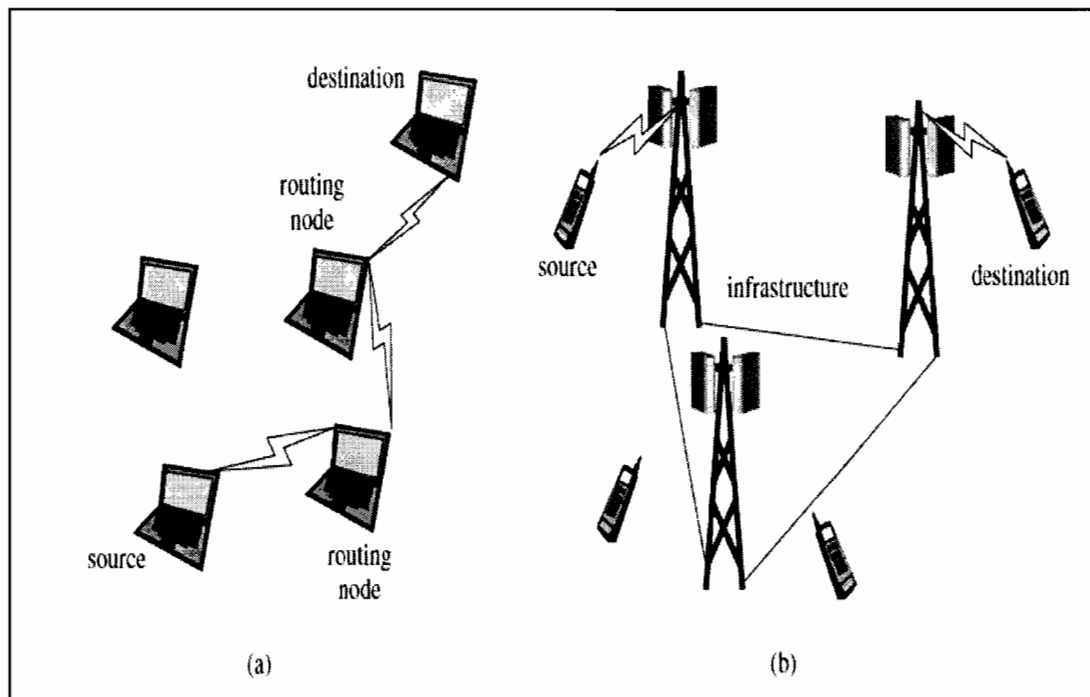 destination
routing
node
source
routing
node
(a)
source
infrastructure
destination
(b)